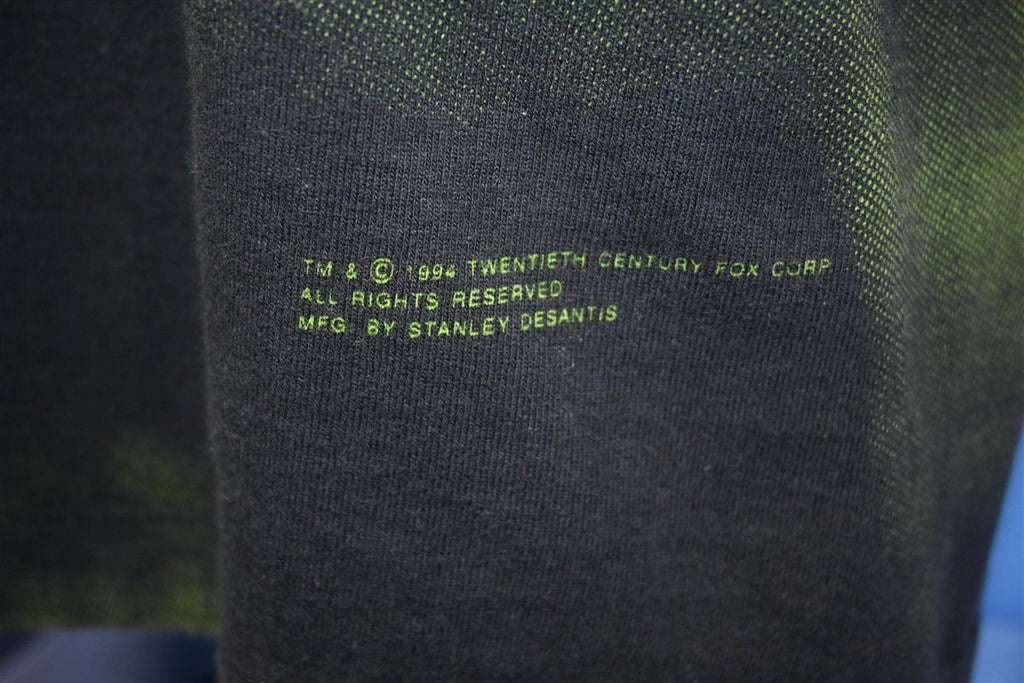 TM & © 1994 TWENTIETH CENTURY FOX CORP.
ALL RIGHTS RESERVED
MFG. BY STANLEY DESANTIS